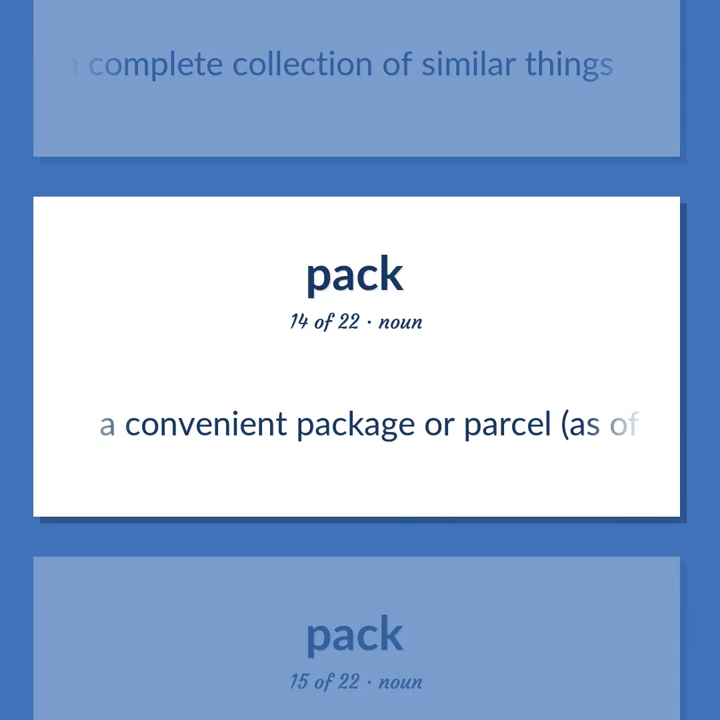 complete collection of similar things
pack
14 of 22 · noun
a convenient package or parcel (as of
pack
15 of 22 · noun